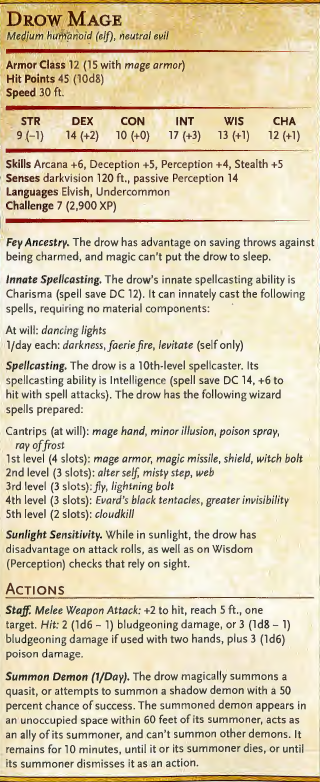 DROW MAGE
Medium humanoid (elf), neutral evil
Armor Class 12 (15 with mage armor)
Hit Points 45 (10d8)
Speed 30 ft.
STR DEX CON INT WIS CHA
9 (–1) 14 (+2) 10 (+0) 17 (+3) 13 (+1) 12 (+1)
Skills Arcana +6, Deception +5, Perception +4, Stealth +5
Senses darkvision 120 ft., passive Perception 14
Languages Elvish, Undercommon
Challenge 7 (2,900 XP)
Fey Ancestry. The drow has advantage on saving throws against
being charmed, and magic can't put the drow to sleep.
Innate Spellcasting. The drow's innate spellcasting ability is
Charisma (spell save DC 12). It can innately cast the following
spells, requiring no material components:
At will: dancing lights
1/day each: darkness, faerie fire, levitate (self only)
Spellcasting. The drow is a 10th-level spellcaster. Its
spellcasting ability is Intelligence (spell save DC 14, +6 to
hit with spell attacks). The drow has the following wizard
spells prepared:
Cantrips (at will): mage hand, minor illusion, poison spray,
ray of frost
1st level (4 slots): mage armor, magic missile, shield, witch bolt
2nd level (3 slots): alter self, misty step, web
3rd level (3 slots): fly, lightning bolt
4th level (3 slots): Evard's black tentacles, greater invisibility
5th level (2 slots): cloudkill
Sunlight Sensitivity. While in sunlight, the drow has
disadvantage on attack rolls, as well as on Wisdom
(Perception) checks that rely on sight.
ACTIONS
Staff. Melee Weapon Attack: +2 to hit, reach 5 ft., one
target. Hit: 2 (1d6 – 1) bludgeoning damage, or 3 (1d8 – 1)
bludgeoning damage if used with two hands, plus 3 (1d6)
poison damage.
Summon Demon (1/Day). The drow magically summons a
quasit, or attempts to summon a shadow demon with a 50
percent chance of success. The summoned demon appears in
an unoccupied space within 60 feet of its summoner, acts as
an ally of its summoner, and can't summon other demons. It
remains for 10 minutes, until it or its summoner dies, or until
its summoner dismisses it as an action.